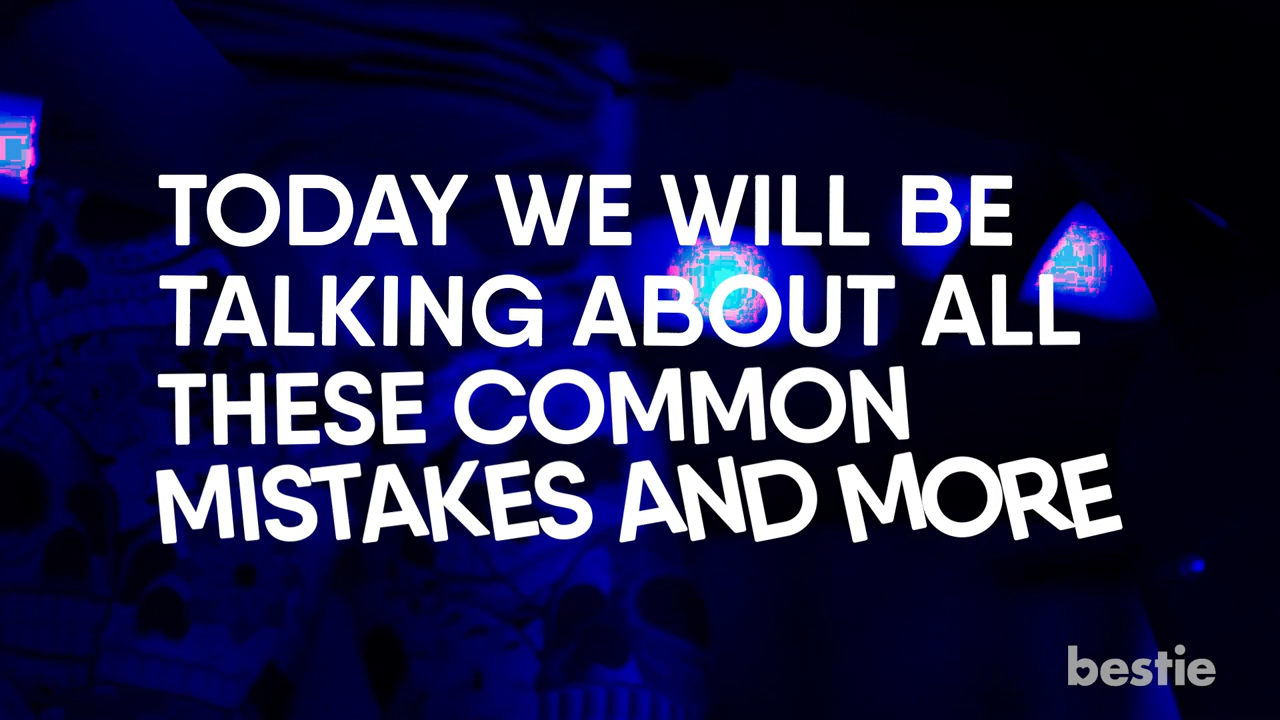 TODAY WE WILL BE
TALKING ABOUT ALL
THESE COMMON
MISTAKES AND MORE
bestie